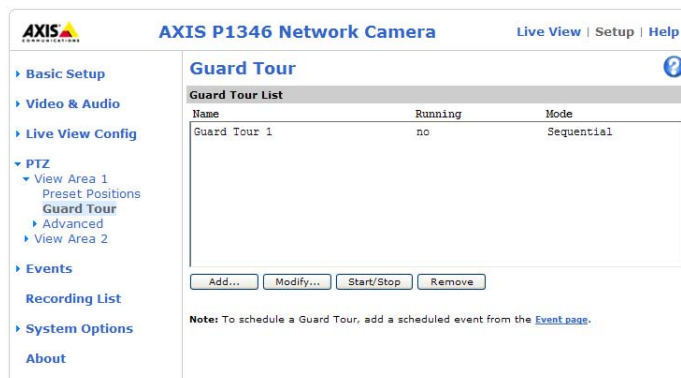 AXIS
COMMUNICATIONS
AXIS P1346 Network Camera
Live View | Setup | Help
Basic Setup
Video & Audio
Live View Config
PTZ
View Area 1
Preset Positions
Guard Tour
Advanced
View Area 2
Events
Recording List
System Options
About
Guard Tour
?
Guard Tour List
Name Running Mode
Guard Tour 1 no Sequential
Add... Modify... Start/Stop Remove
Note: To schedule a Guard Tour, add a scheduled event from the Event page.